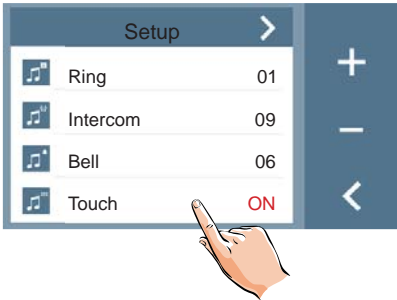 Setup
Ring 01
Intercom 09
Bell 06
Touch ON